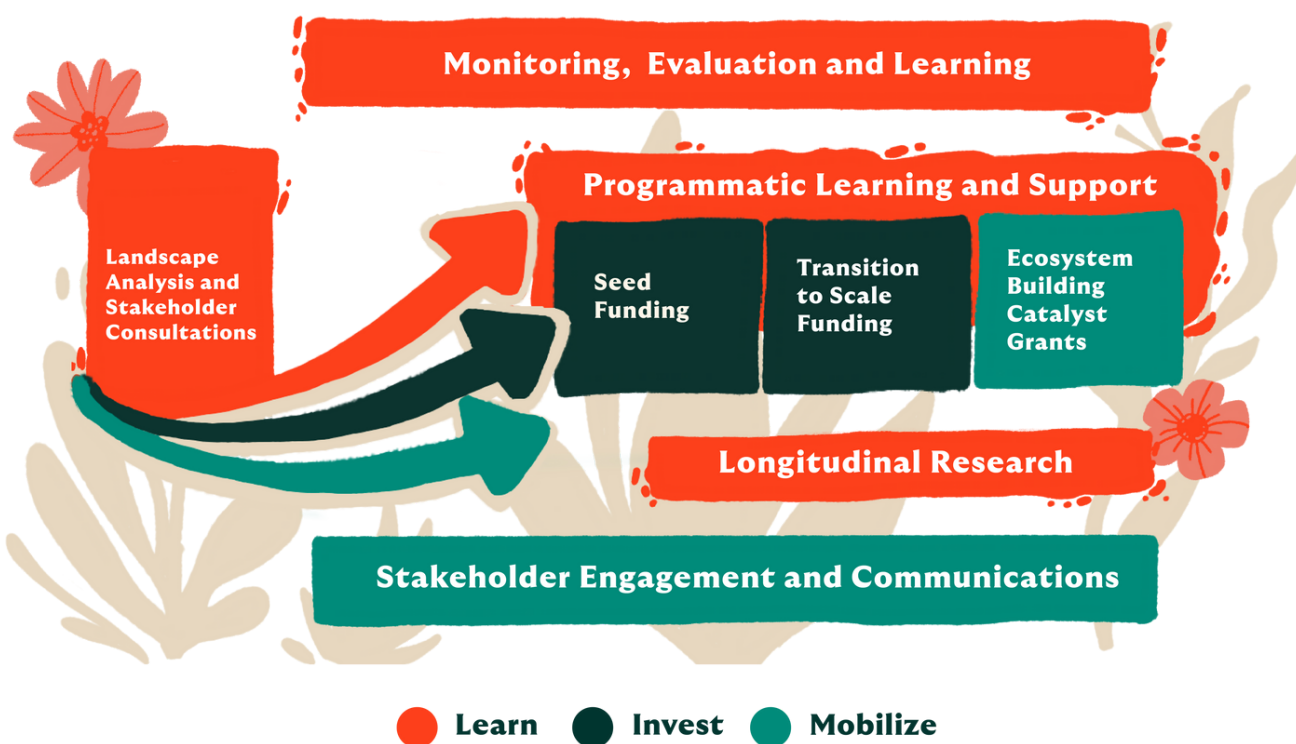 Monitoring, Evaluation and Learning
Programmatic Learning and Support
Landscape
Analysis and
Stakeholder
Consultations
Seed
Funding
Transition
to Scale
Funding
Ecosystem
Building
Catalyst
Grants
Longitudinal Research
Stakeholder Engagement and Communications
Learn
Invest
Mobilize